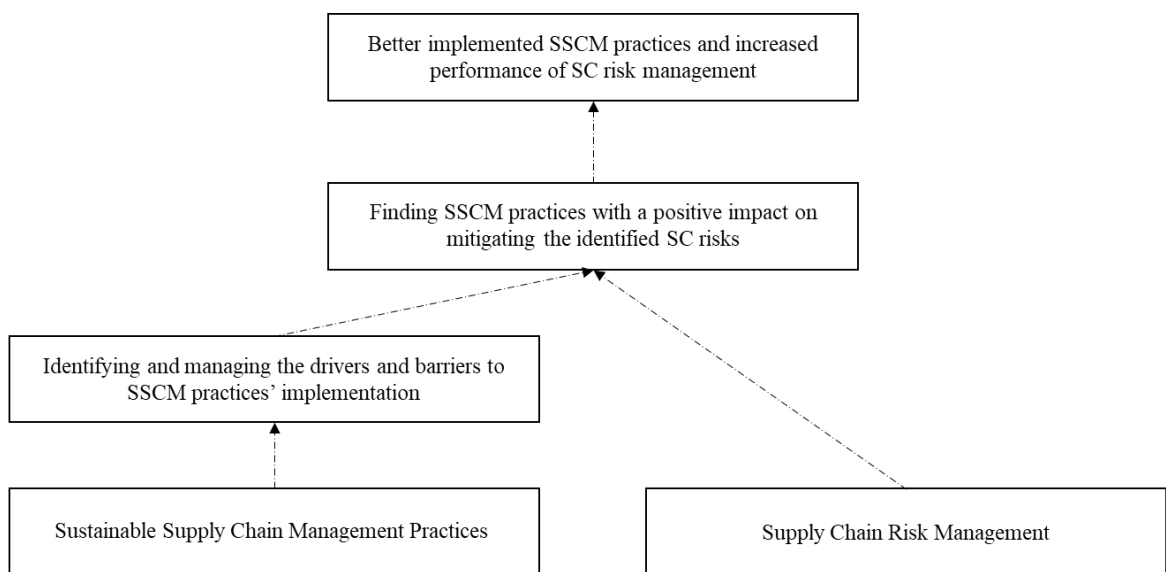 Better implemented SSCM practices and increased
performance of SC risk management
Finding SSCM practices with a positive impact on
mitigating the identified SC risks
Identifying and managing the drivers and barriers to
SSCM practices’ implementation
Sustainable Supply Chain Management Practices
Supply Chain Risk Management